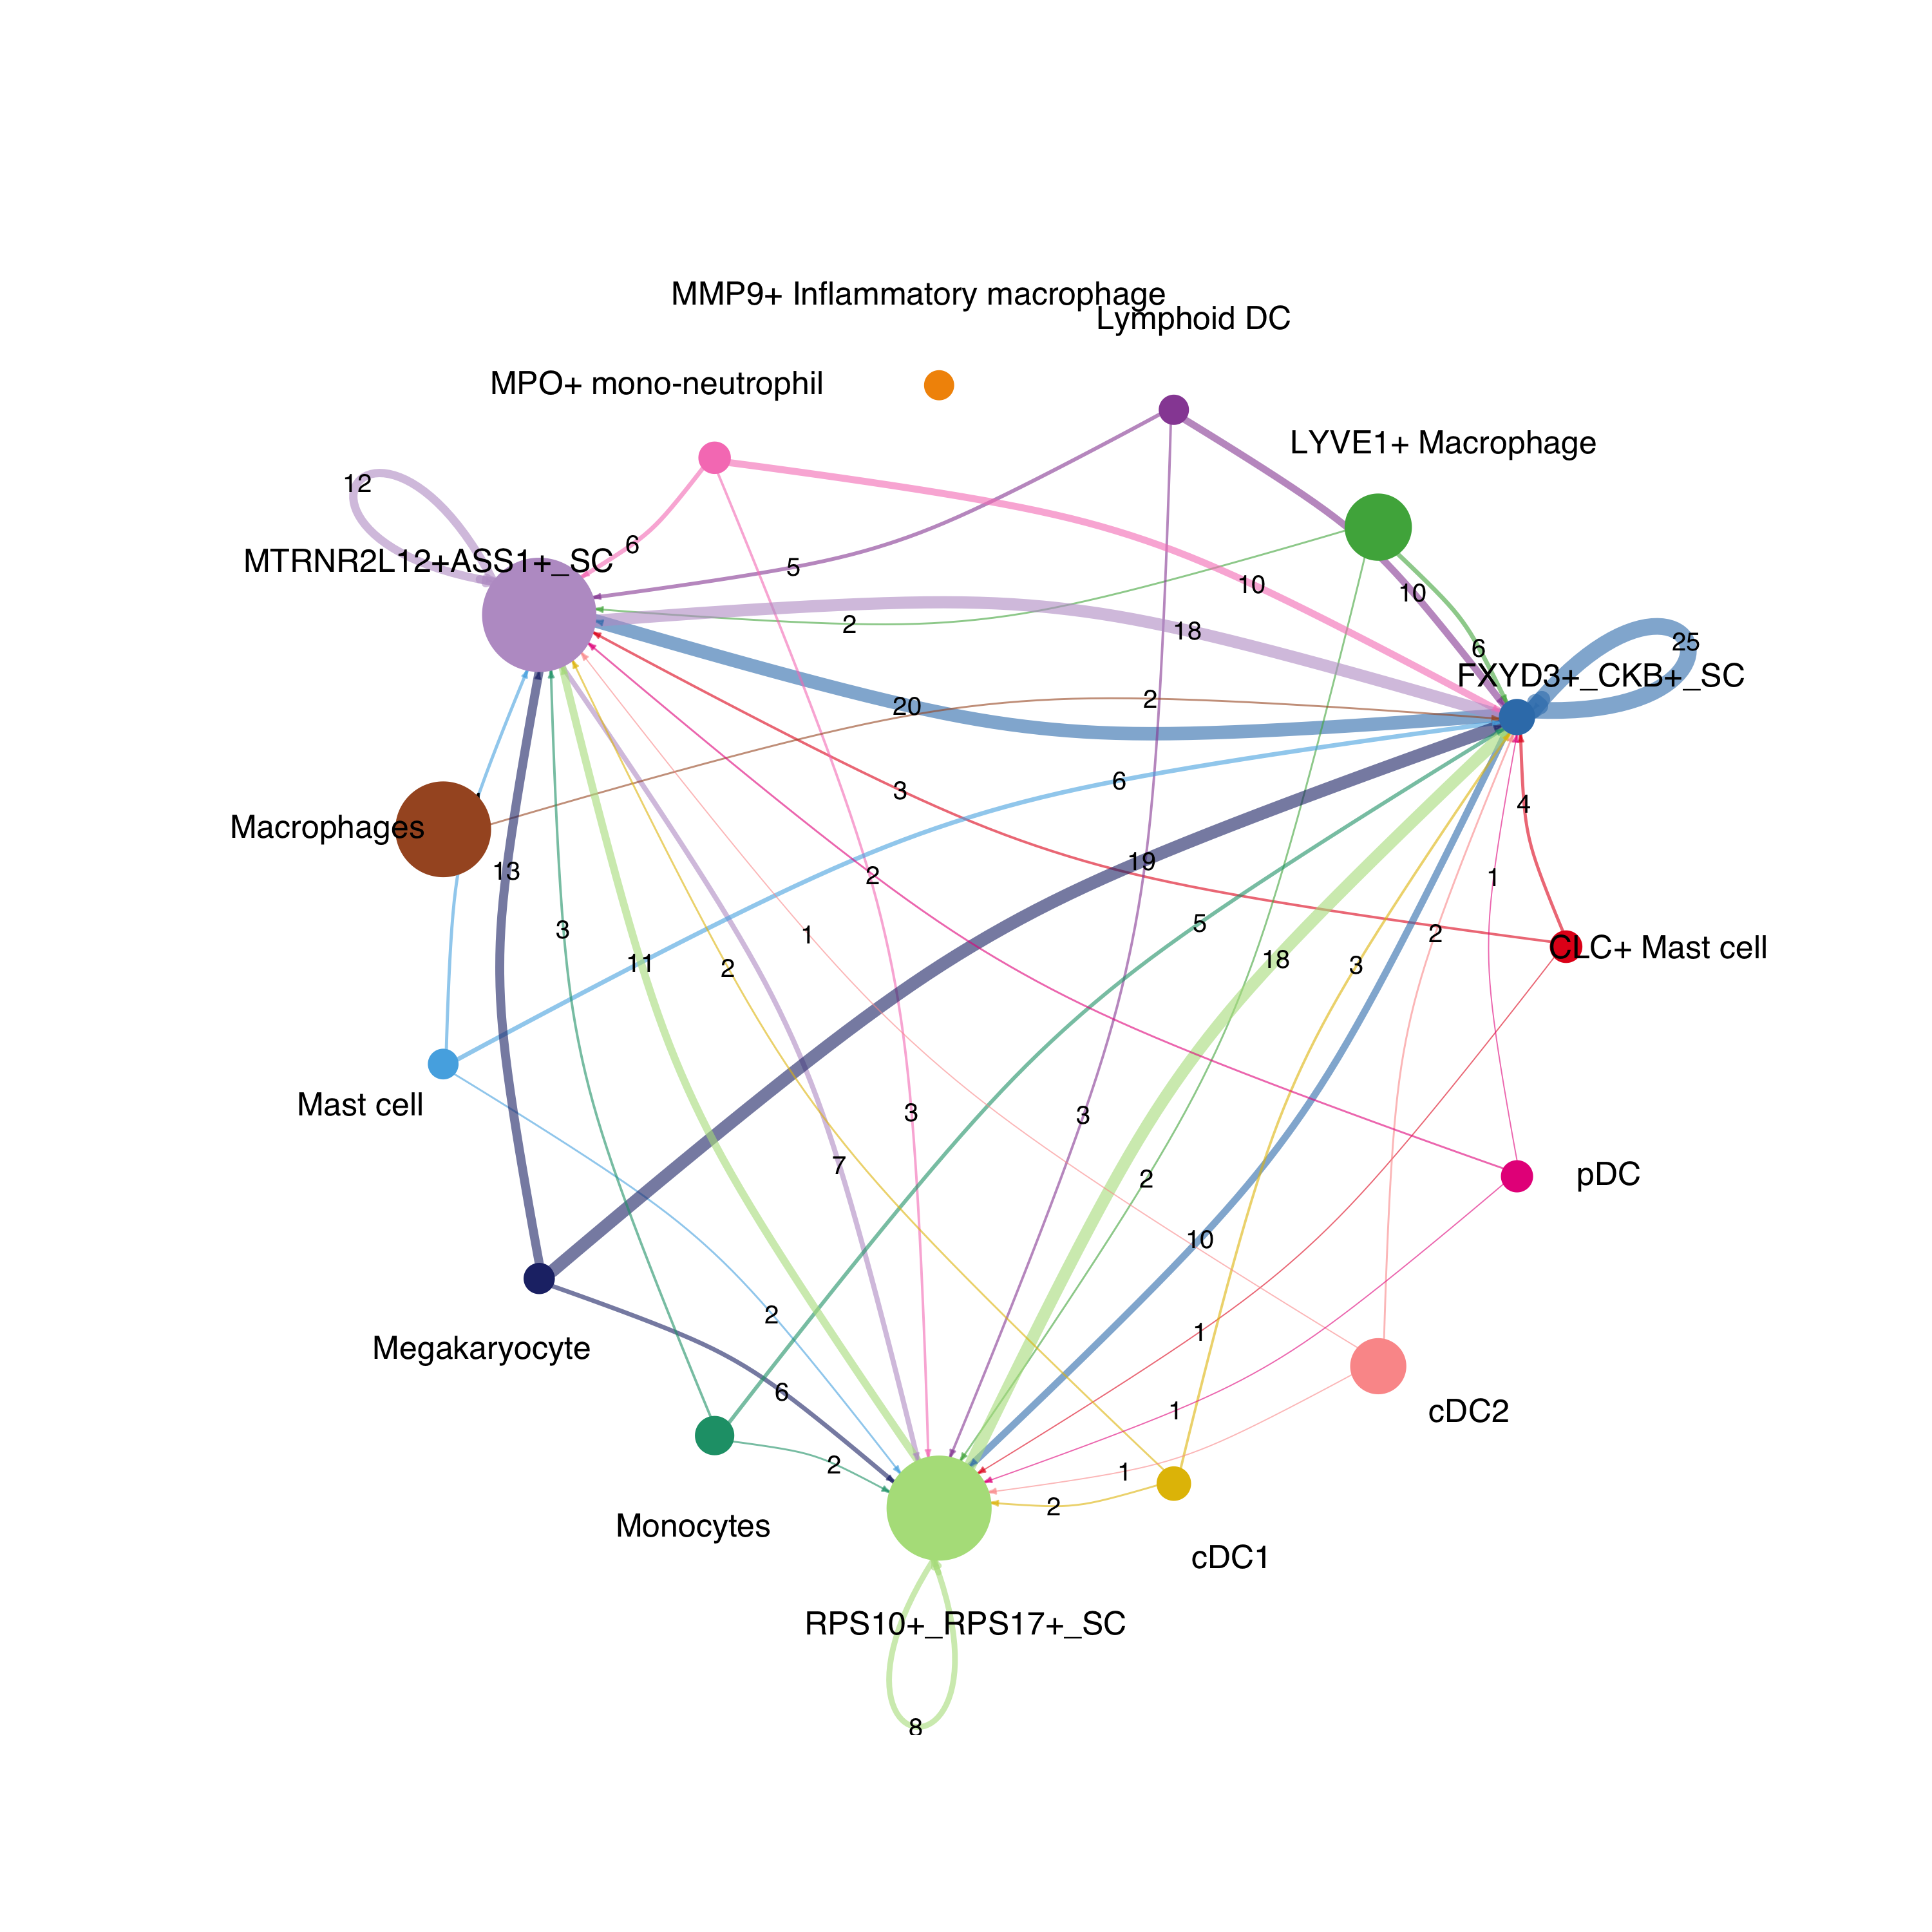 MMP9+ Inflammatory macrophage
Lymphoid DC
MPO+ mono-neutrophil
LYVE1+ Macrophage
12
MTRNR2L12+ASS1+_SC
6
5
10
10
2
18
6
25
FXYD3+_CKB+_SC
20
2
6
3
4
Macrophages
13
19
2
1
3
11
1
2
5
18
3
2
CLC+ Mast cell
Mast cell
3
3
7
2
pDC
10
2
1
Megakaryocyte
6
1
cDC2
2
1
2
Monocytes
cDC1
RPS10+_RPS17+_SC
8